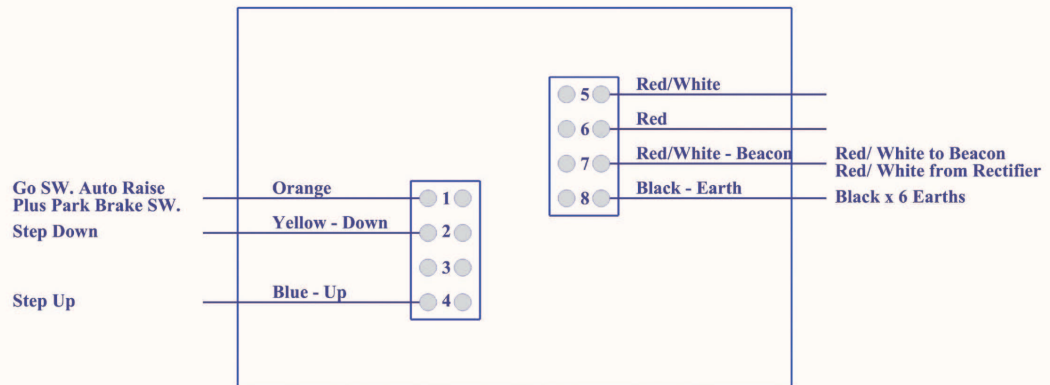 5 Red/White
6 Red
7 Red/White - Beacon Red/ White to Beacon
Red/ White from Rectifier
8 Black - Earth Black x 6 Earths
Go SW. Auto Raise
Plus Park Brake SW. Orange 1
Step Down Yellow - Down 2
3
Step Up Blue - Up 4